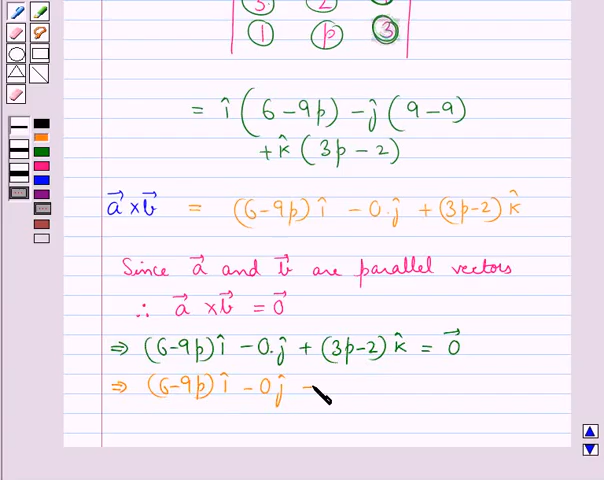 3 2
1 p 3
= î (6-9p) - ĵ (9-9)
+ k̂ (3p-2)
a⃗ × b⃗ = (6-9p) î - 0.ĵ + (3p-2) k̂
Since a⃗ and b⃗ are parallel vectors
∴ a⃗ × b⃗ = 0⃗
⇒ (6-9p) î - 0.ĵ + (3p-2) k̂ = 0⃗
⇒ (6-9p) î - 0ĵ -